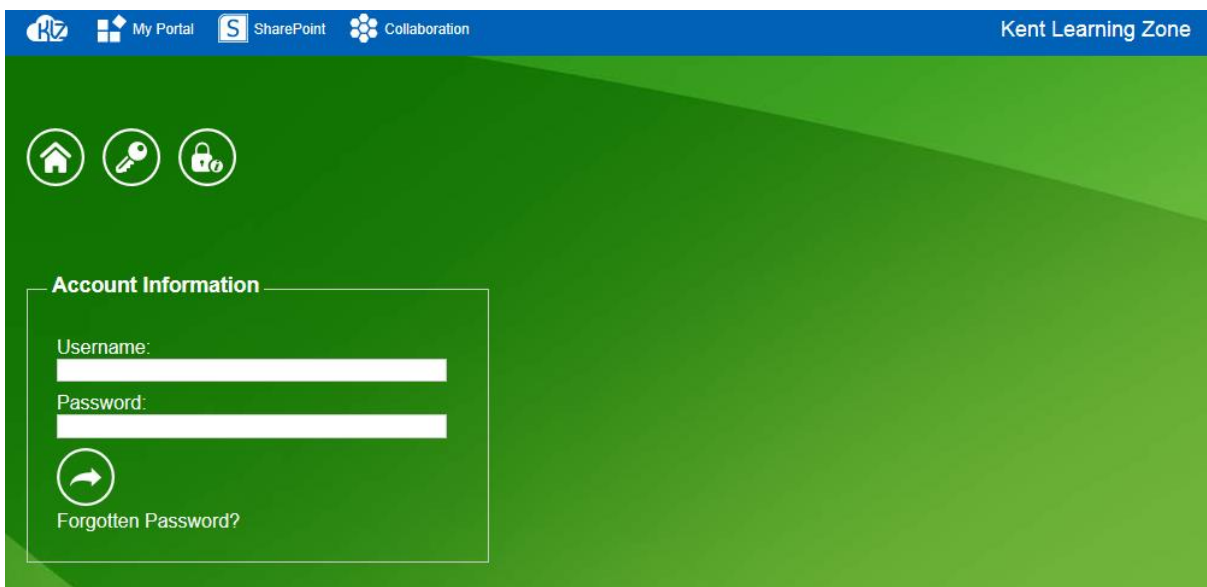 KLZ My Portal S SharePoint Collaboration Kent Learning Zone
Account Information
Username:
Password:
Forgotten Password?